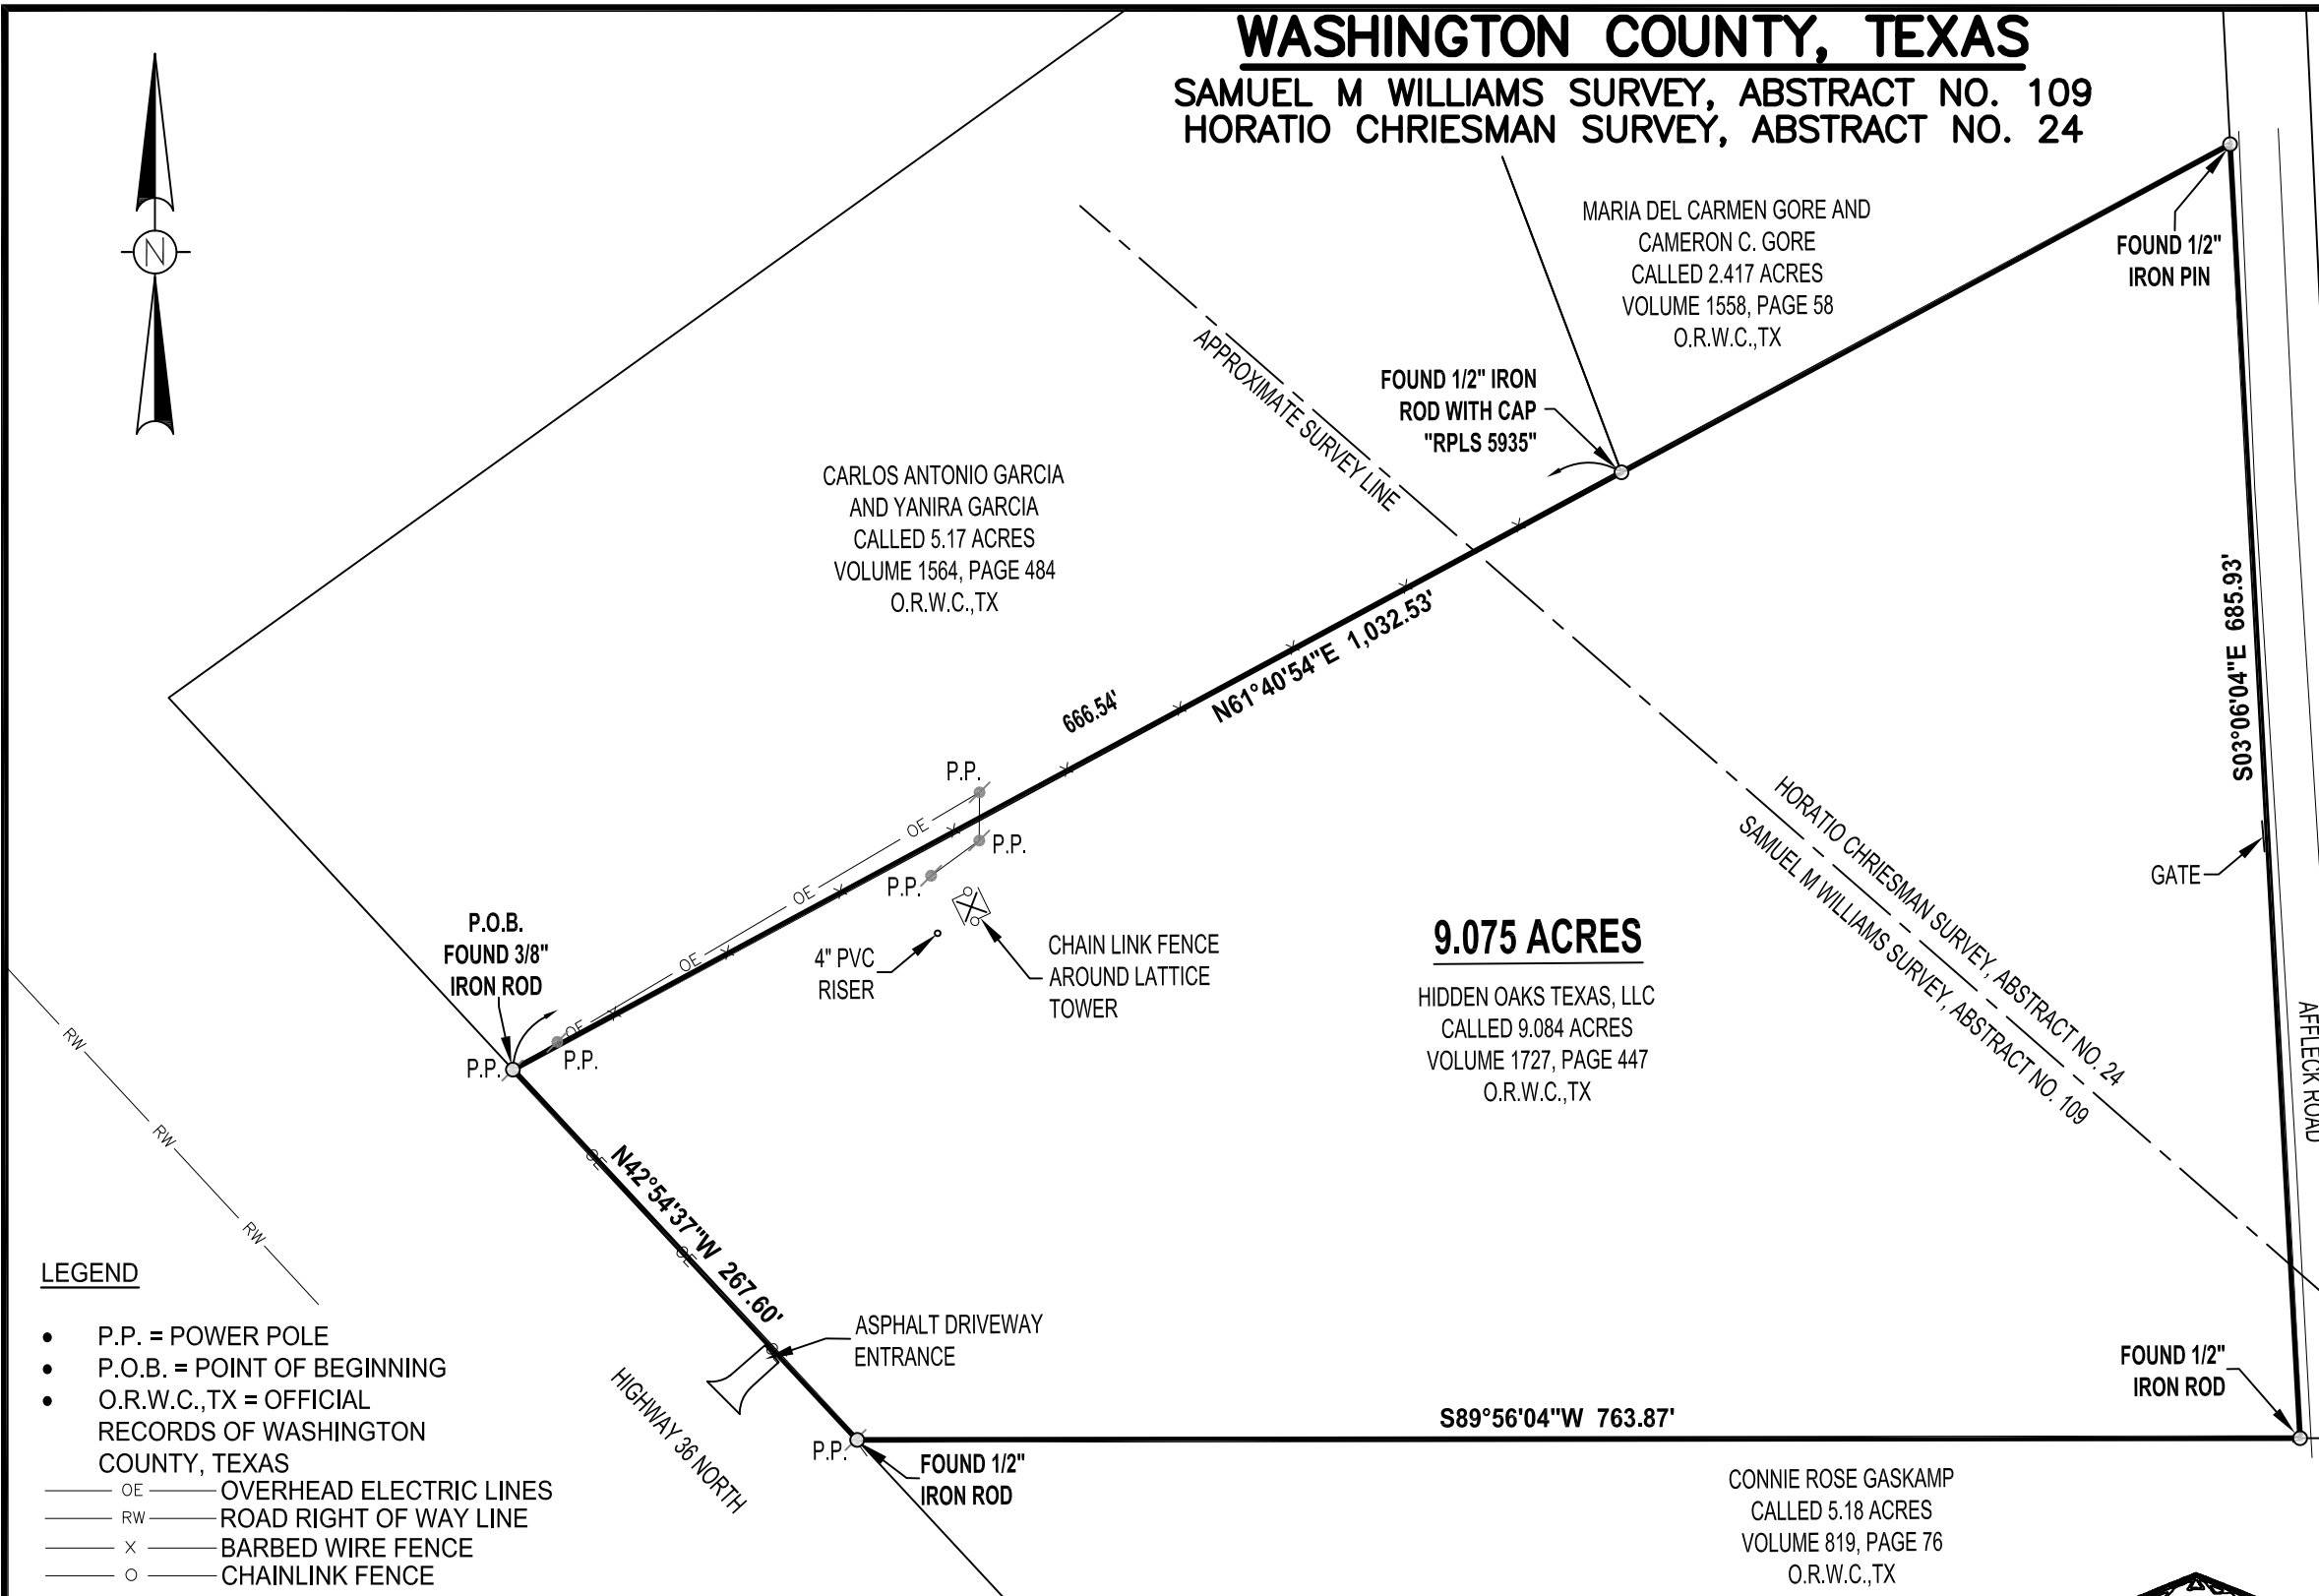 WASHINGTON COUNTY, TEXAS
SAMUEL M WILLIAMS SURVEY, ABSTRACT NO. 109
HORATIO CHRIESMAN SURVEY, ABSTRACT NO. 24
N
MARIA DEL CARMEN GORE AND
CAMERON C. GORE
CALLED 2.417 ACRES
VOLUME 1558, PAGE 58
O.R.W.C.,TX
FOUND 1/2"
IRON PIN
APPROXIMATE SURVEY LINE
FOUND 1/2" IRON
ROD WITH CAP
"RPLS 5935"
CARLOS ANTONIO GARCIA
AND YANIRA GARCIA
CALLED 5.17 ACRES
VOLUME 1564, PAGE 484
O.R.W.C.,TX
N61°40'54"E 1,032.53'
666.54'
S03°06'04"E 685.93'
P.P.
OE
P.P.
OE
P.P.
OE
OE
P.P.
P.P.
HORATIO CHRIESMAN SURVEY, ABSTRACT NO. 24
SAMUEL M WILLIAMS SURVEY, ABSTRACT NO. 109
GATE
P.O.B.
FOUND 3/8"
IRON ROD
4" PVC
RISER
CHAIN LINK FENCE
AROUND LATTICE
TOWER
9.075 ACRES
HIDDEN OAKS TEXAS, LLC
CALLED 9.084 ACRES
VOLUME 1727, PAGE 447
O.R.W.C.,TX
AFFLECK ROAD
RW
RW
RW
OE
N42°54'37"W 267.60'
OE
ASPHALT DRIVEWAY
ENTRANCE
HIGHWAY 36 NORTH
P.P.
FOUND 1/2"
IRON ROD
S89°56'04"W 763.87'
FOUND 1/2"
IRON ROD
CONNIE ROSE GASKAMP
CALLED 5.18 ACRES
VOLUME 819, PAGE 76
O.R.W.C.,TX
LEGEND
• P.P. = POWER POLE
• P.O.B. = POINT OF BEGINNING
• O.R.W.C.,TX = OFFICIAL
RECORDS OF WASHINGTON
COUNTY, TEXAS
OE OVERHEAD ELECTRIC LINES
RW ROAD RIGHT OF WAY LINE
X BARBED WIRE FENCE
O CHAINLINK FENCE